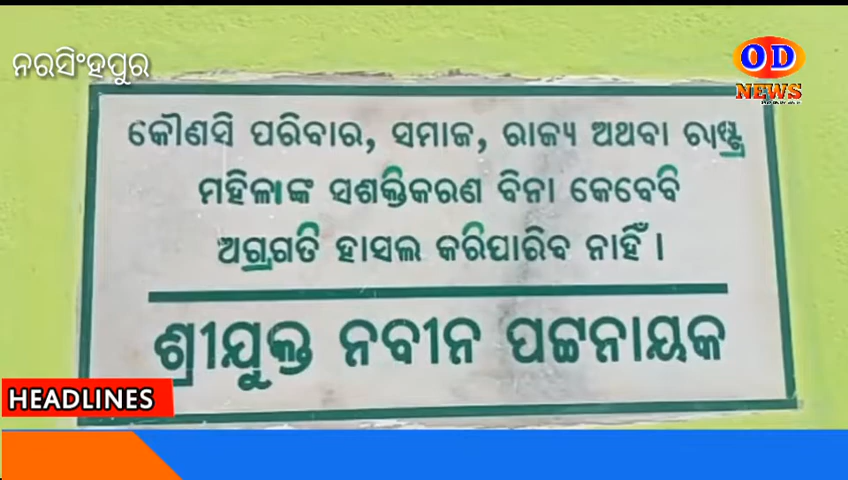 ନରସିଂହପୁର
OD
NEWS
କୌଣସି ପରିବାର, ସମାଜ, ରାଜ୍ୟ ଅଥବା ରାଷ୍ଟ୍ର
ମହିଳାଙ୍କ ସଶକ୍ତିକରଣ ବିନା କେବେବି
ଅଗ୍ରଗତି ହାସଲ କରିପାରିବ ନାହିଁ ।
ଶ୍ରୀଯୁକ୍ତ ନବୀନ ପଟ୍ଟନାୟକ
HEADLINES